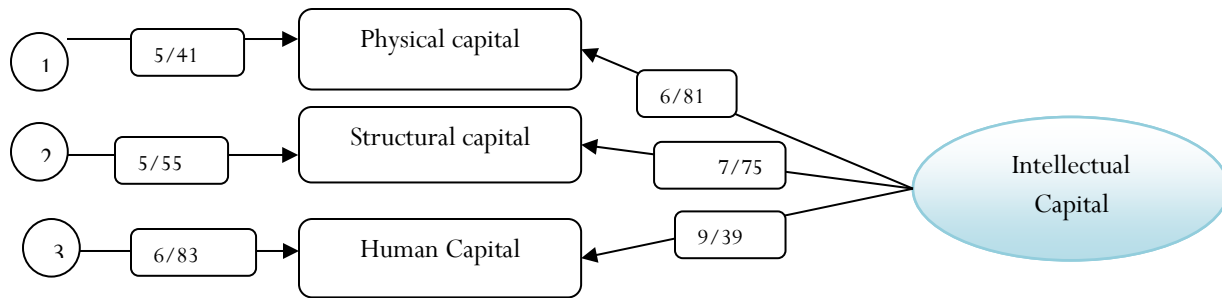 1
5/41
Physical capital
6/81
2
5/55
Structural capital
7/75
Intellectual
Capital
3
6/83
Human Capital
9/39